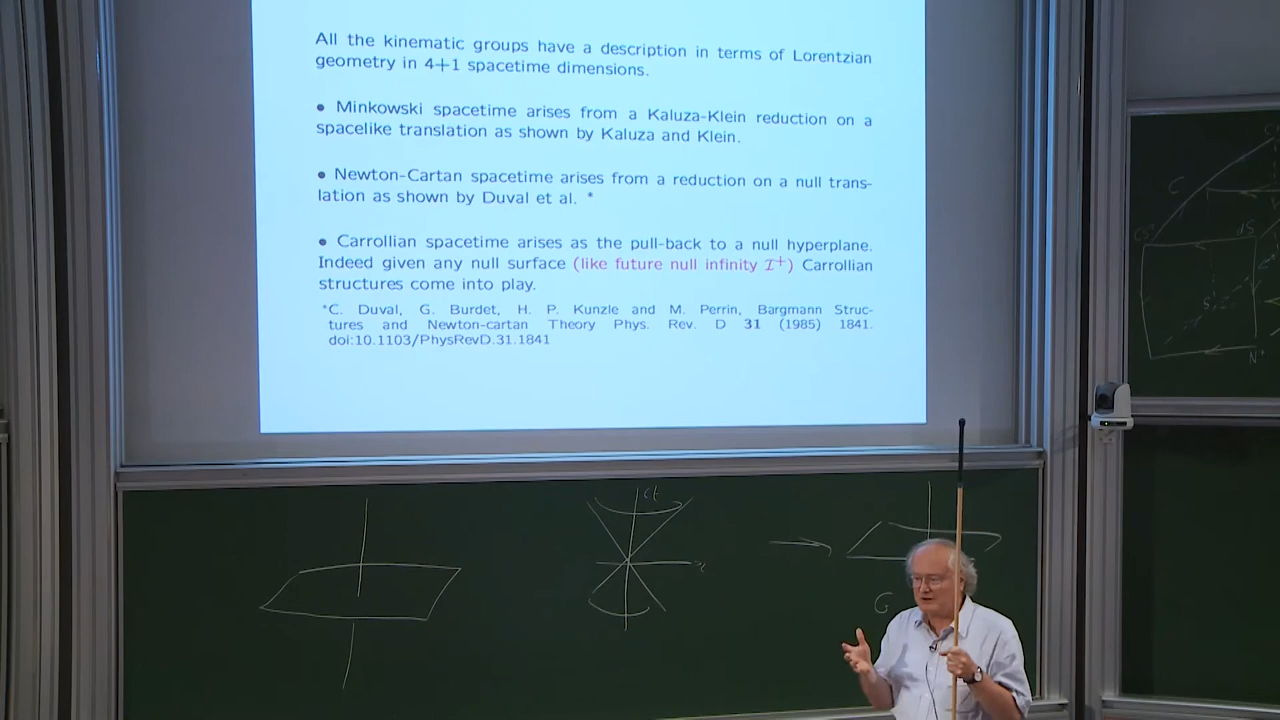 All the kinematic groups have a description in terms of Lorentzian
geometry in 4+1 spacetime dimensions.
• Minkowski spacetime arises from a Kaluza-Klein reduction on a
spacelike translation as shown by Kaluza and Klein.
• Newton-Cartan spacetime arises from a reduction on a null trans-
lation as shown by Duval et al. *
• Carrollian spacetime arises as the pull-back to a null hyperplane.
Indeed given any null surface (like future null infinity ℐ⁺) Carrollian
structures come into play.
*C. Duval, G. Burdet, H. P. Kunzle and M. Perrin, Bargmann Struc-
tures and Newton-cartan Theory Phys. Rev. D 31 (1985) 1841.
doi:10.1103/PhysRevD.31.1841
ct
G
C
dS
N⁺